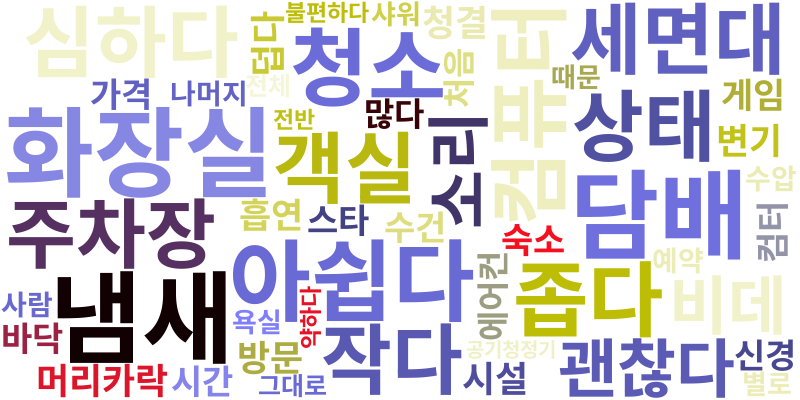 불편하다 샤워
심하다 덥다 청소 청결 세면대
처음
가격 나머지 전체 때문 게임
많다 컴퓨터
화장실 전반 객실 소리 상태 변기
담배 수압
주차장 흡연 스타 수건 숙소 컴터
아쉽다 예약
냄새 에어컨 좁다 비데
사람 욕실 약하다
바닥 방문 작다 공기청정기 괜찮다 신경
머리카락 시간 그대로 시설 별로